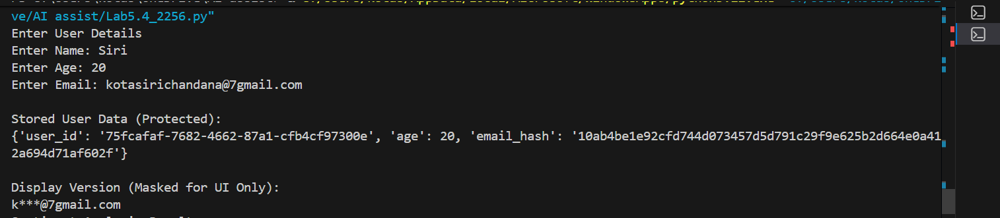 ve/AI assist/Lab5.4_2256.py"
Enter User Details
Enter Name: Siri
Enter Age: 20
Enter Email: kotasirichandana@7gmail.com
Stored User Data (Protected):
{'user_id': '75fcafaf-7682-4662-87a1-cfb4cf97300e', 'age': 20, 'email_hash': '10ab4be1e92cfd744d073457d5d791c29f9e625b2d664e0a41
2a694d71af602f'}
Display Version (Masked for UI Only):
k***@7gmail.com